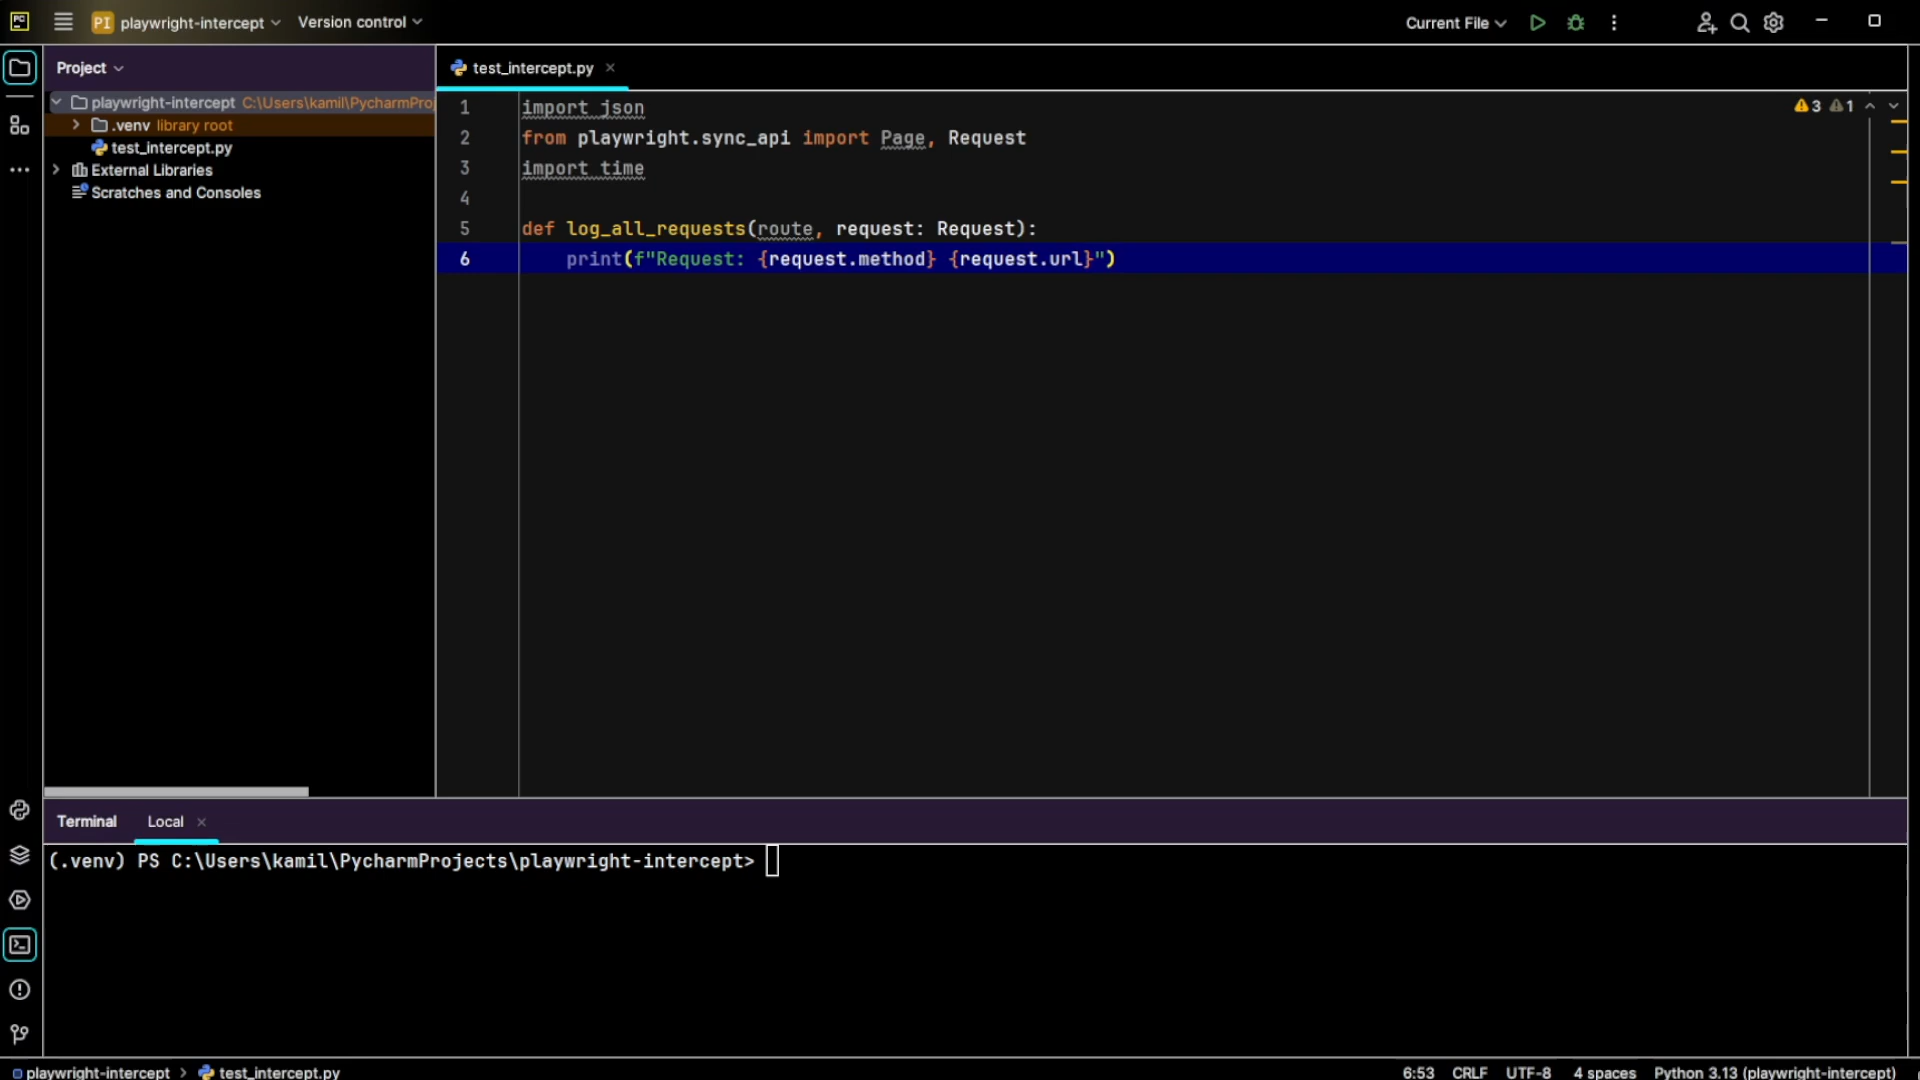 PC
PI playwright-intercept Version control Current File
Project
test_intercept.py
playwright-intercept C:\Users\kamil\PycharmProj
.venv library root
test_intercept.py
External Libraries
Scratches and Consoles
3 1
1 import json
2 from playwright.sync_api import Page, Request
3 import time
4
5 def log_all_requests(route, request: Request):
6 print(f"Request: {request.method} {request.url}")
Terminal Local
(.venv) PS C:\Users\kamil\PycharmProjects\playwright-intercept>
playwright-intercept > test_intercept.py 6:53 CRLF UTF-8 4 spaces Python 3.13 (playwright-intercept)